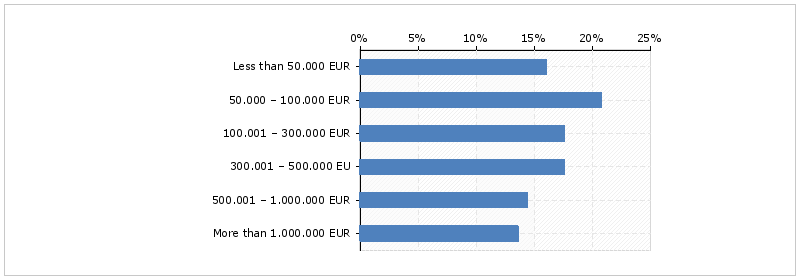 0% 5% 10% 15% 20% 25%
Less than 50.000 EUR
50.000 – 100.000 EUR
100.001 – 300.000 EUR
300.001 – 500.000 EU
500.001 – 1.000.000 EUR
More than 1.000.000 EUR